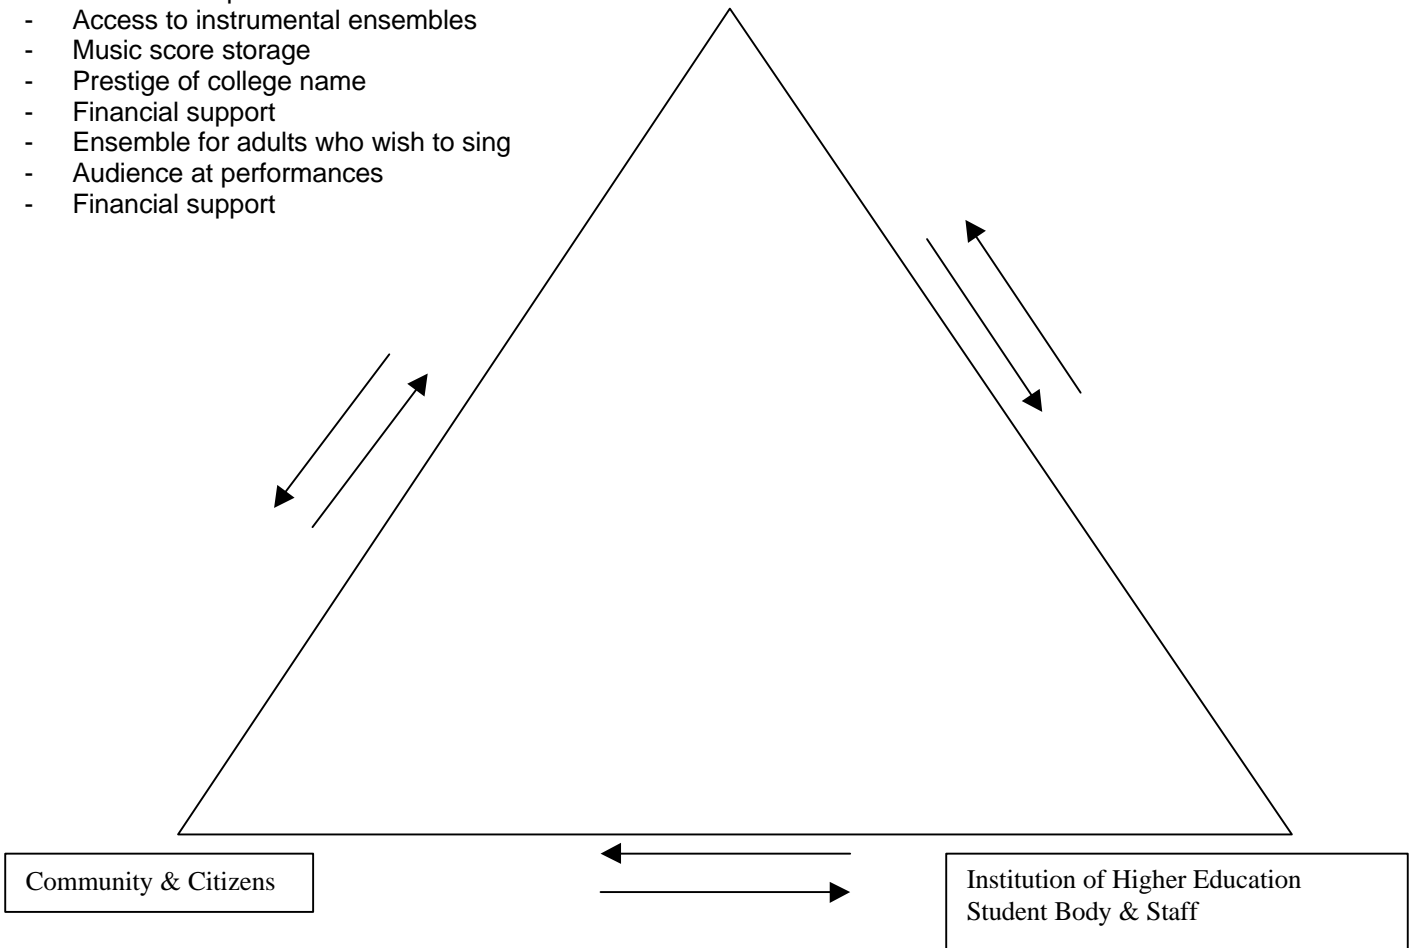 - Access to instrumental ensembles
- Music score storage
- Prestige of college name
- Financial support
- Ensemble for adults who wish to sing
- Audience at performances
- Financial support
Community & Citizens
Institution of Higher Education
Student Body & Staff